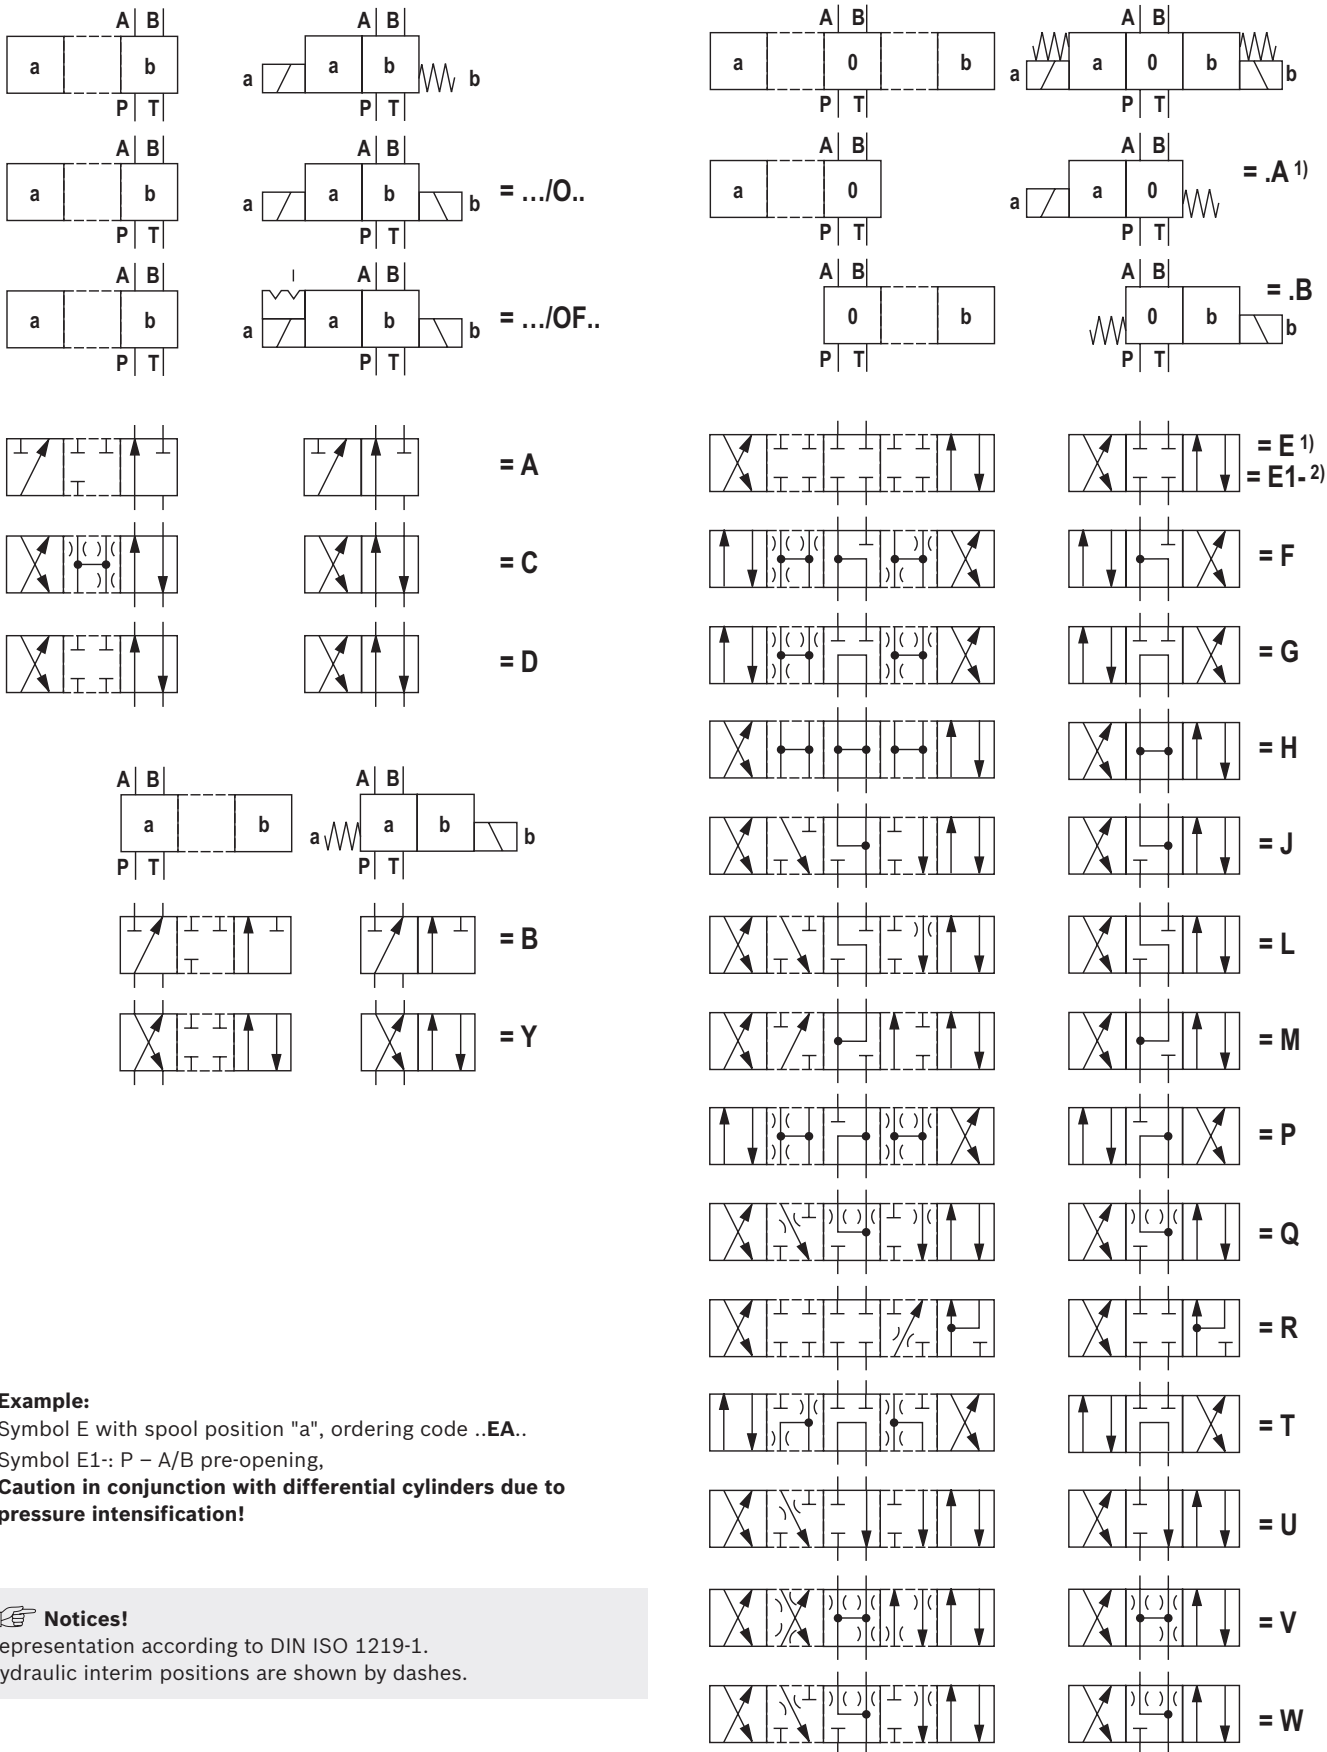 A B
a b
P T
A B
a a b b
P T
A B
a b
P T
A B
a a b b = .../O..
P T
A B
a b
P T
A B
a a b b = .../OF..
P T
= A
= C
= D
A B
a b
P T
A B
a a b b
P T
= B
= Y
Example:
Symbol E with spool position "a", ordering code ..EA..
Symbol E1-: P – A/B pre-opening,
Caution in conjunction with differential cylinders due to
pressure intensification!
Notices!
epresentation according to DIN ISO 1219-1.
ydraulic interim positions are shown by dashes.
A B
a 0 b
P T
A B
a a 0 b b
P T
A B
a 0
P T
A B
a a 0 = .A 1)
P T
A B
0 b
P T
A B
0 b b = .B
P T
= E 1)
= E1- 2)
= F
= G
= H
= J
= L
= M
= P
= Q
= R
= T
= U
= V
= W